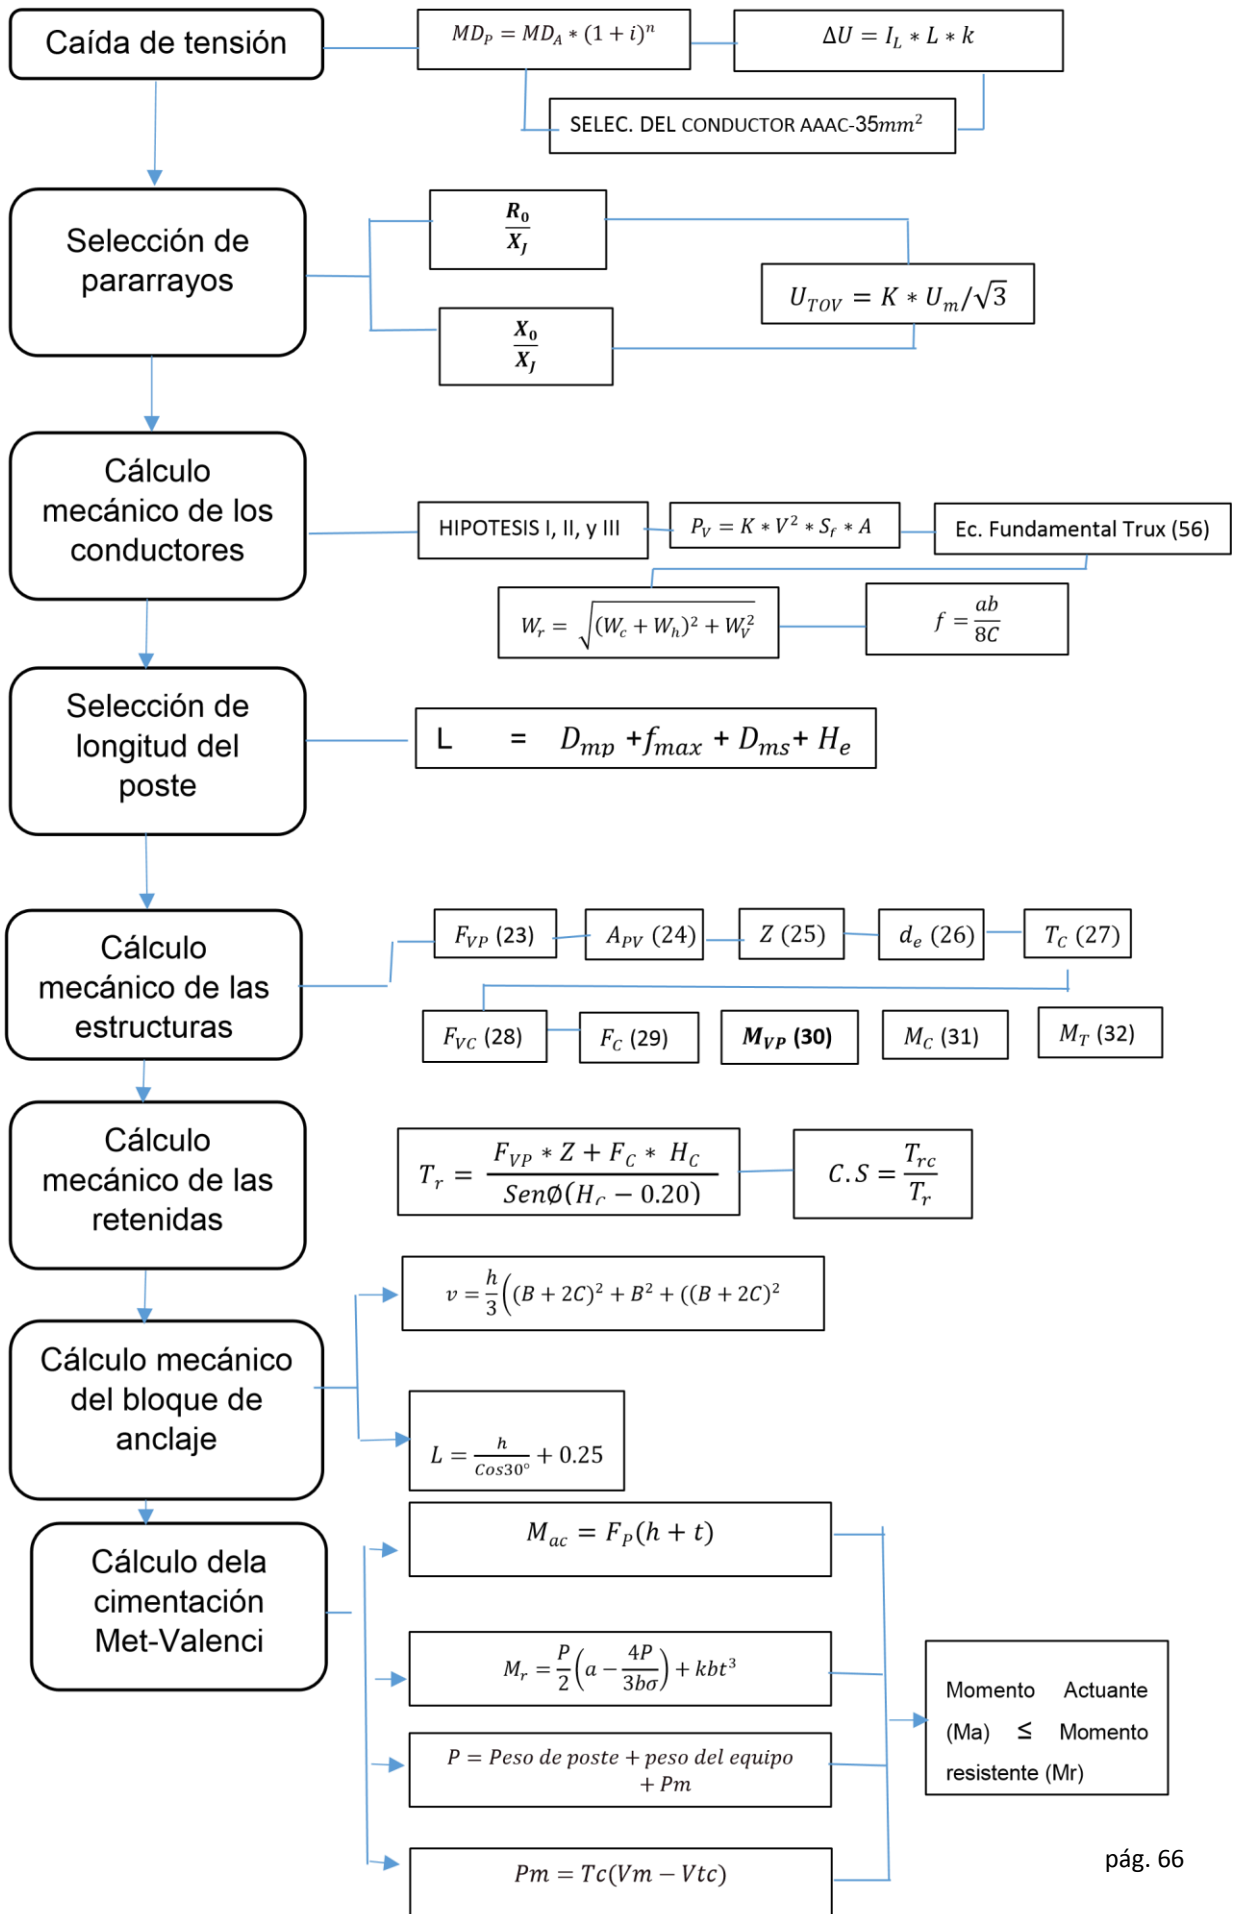 Caída de tensión
MD_P = MD_A * (1 + i)^n
ΔU = I_L * L * k
SELEC. DEL CONDUCTOR AAAC-35mm²
Selección de
pararrayos
R_0
X_J
U_TOV = K * U_m/√3
X_0
X_J
Cálculo
mecánico de los
conductores
HIPOTESIS I, II, y III
P_V = K * V² * S_f * A
Ec. Fundamental Trux (56)
W_r = √(W_c + W_h)² + W_V²
f = ab/8C
Selección de
longitud del
poste
L = D_mp +f_max + D_ms+ H_e
Cálculo
mecánico de las
estructuras
F_VP (23)
A_PV (24)
Z (25)
d_e (26)
T_C (27)
F_VC (28)
F_C (29)
M_VP (30)
M_C (31)
M_T (32)
Cálculo
mecánico de las
retenidas
T_r = F_VP * Z + F_C * H_C / SenØ(H_C − 0.20)
C.S = T_rc/T_r
v = h/3 ((B + 2C)² + B² + ((B + 2C)²
Cálculo mecánico
del bloque de
anclaje
L = h/Cos30° + 0.25
Cálculo dela
cimentación
Met-Valenci
M_ac = F_P(h + t)
M_r = P/2 (a − 4P/3bσ) + kbt³
P = Peso de poste + peso del equipo
+ Pm
Pm = Tc(Vm − Vtc)
Momento Actuante
(Ma) ≤ Momento
resistente (Mr)
pág. 66